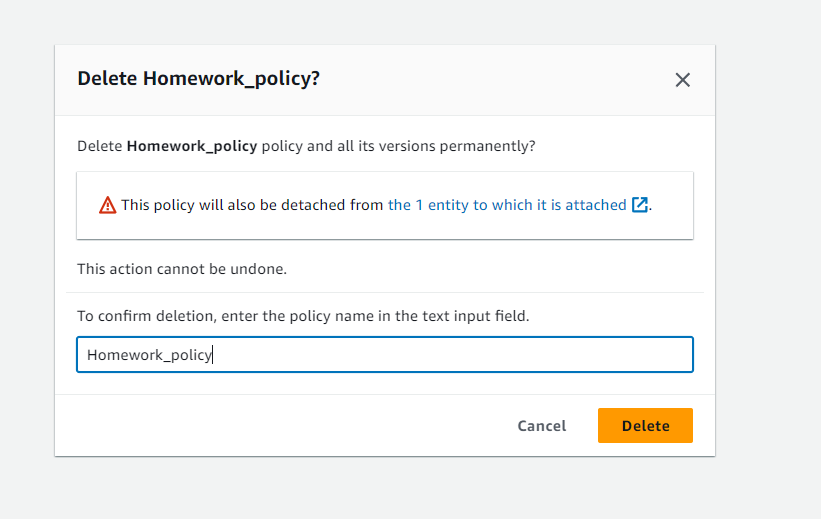 Delete Homework_policy?
Delete Homework_policy policy and all its versions permanently?
This policy will also be detached from the 1 entity to which it is attached.
This action cannot be undone.
To confirm deletion, enter the policy name in the text input field.
Homework_policy
Cancel
Delete